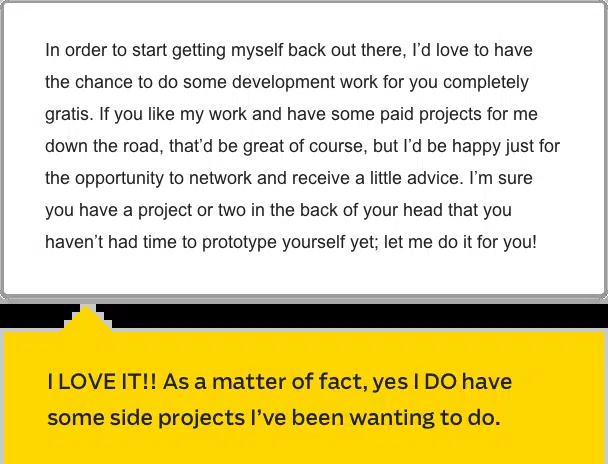 In order to start getting myself back out there, I’d love to have
the chance to do some development work for you completely
gratis. If you like my work and have some paid projects for me
down the road, that’d be great of course, but I’d be happy just for
the opportunity to network and receive a little advice. I’m sure
you have a project or two in the back of your head that you
haven’t had time to prototype yourself yet; let me do it for you!
I LOVE IT!! As a matter of fact, yes I DO have
some side projects I’ve been wanting to do.